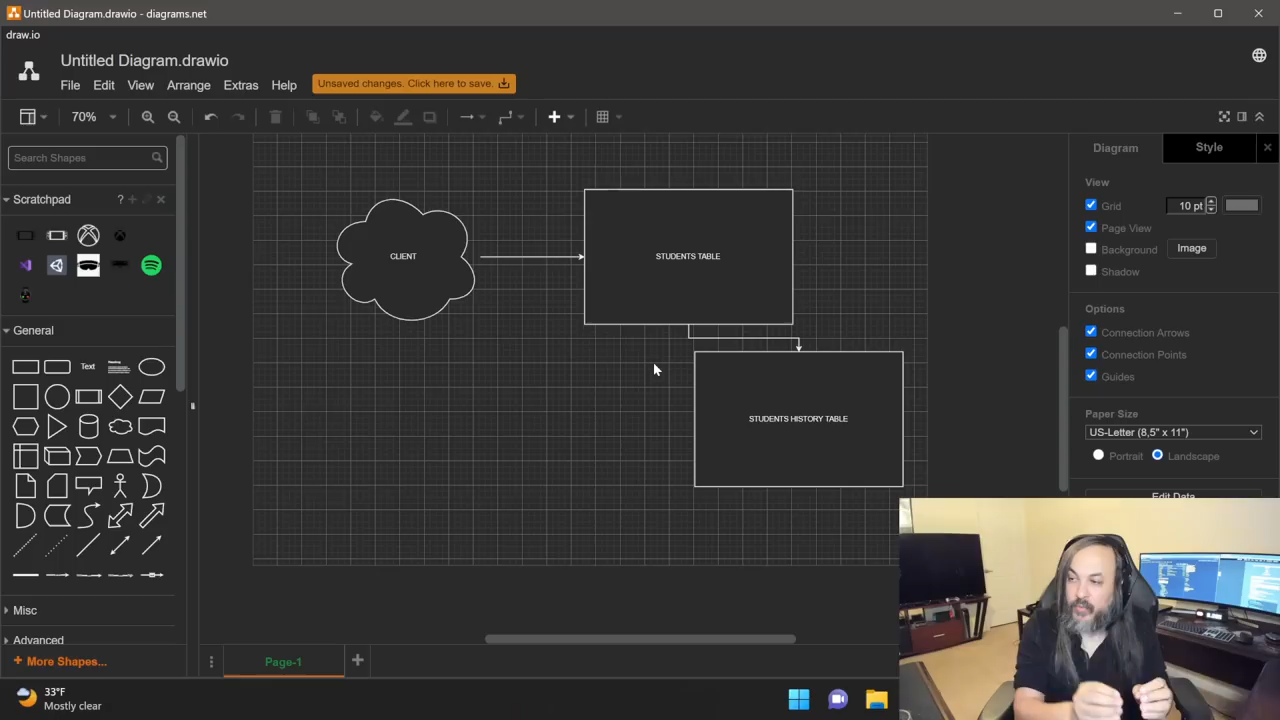 Untitled Diagram.drawio - diagrams.net
draw.io
Untitled Diagram.drawio
File Edit View Arrange Extras Help
Unsaved changes. Click here to save.
70%
Search Shapes
Scratchpad
?
General
Text
Heading
Misc
Advanced
+ More Shapes...
CLIENT
STUDENTS TABLE
STUDENTS HISTORY TABLE
Page-1
Diagram
Style
View
Grid
10 pt
Page View
Background
Image
Shadow
Options
Connection Arrows
Connection Points
Guides
Paper Size
US-Letter (8,5" x 11")
Portrait
Landscape
Edit Data
33°F
Mostly clear